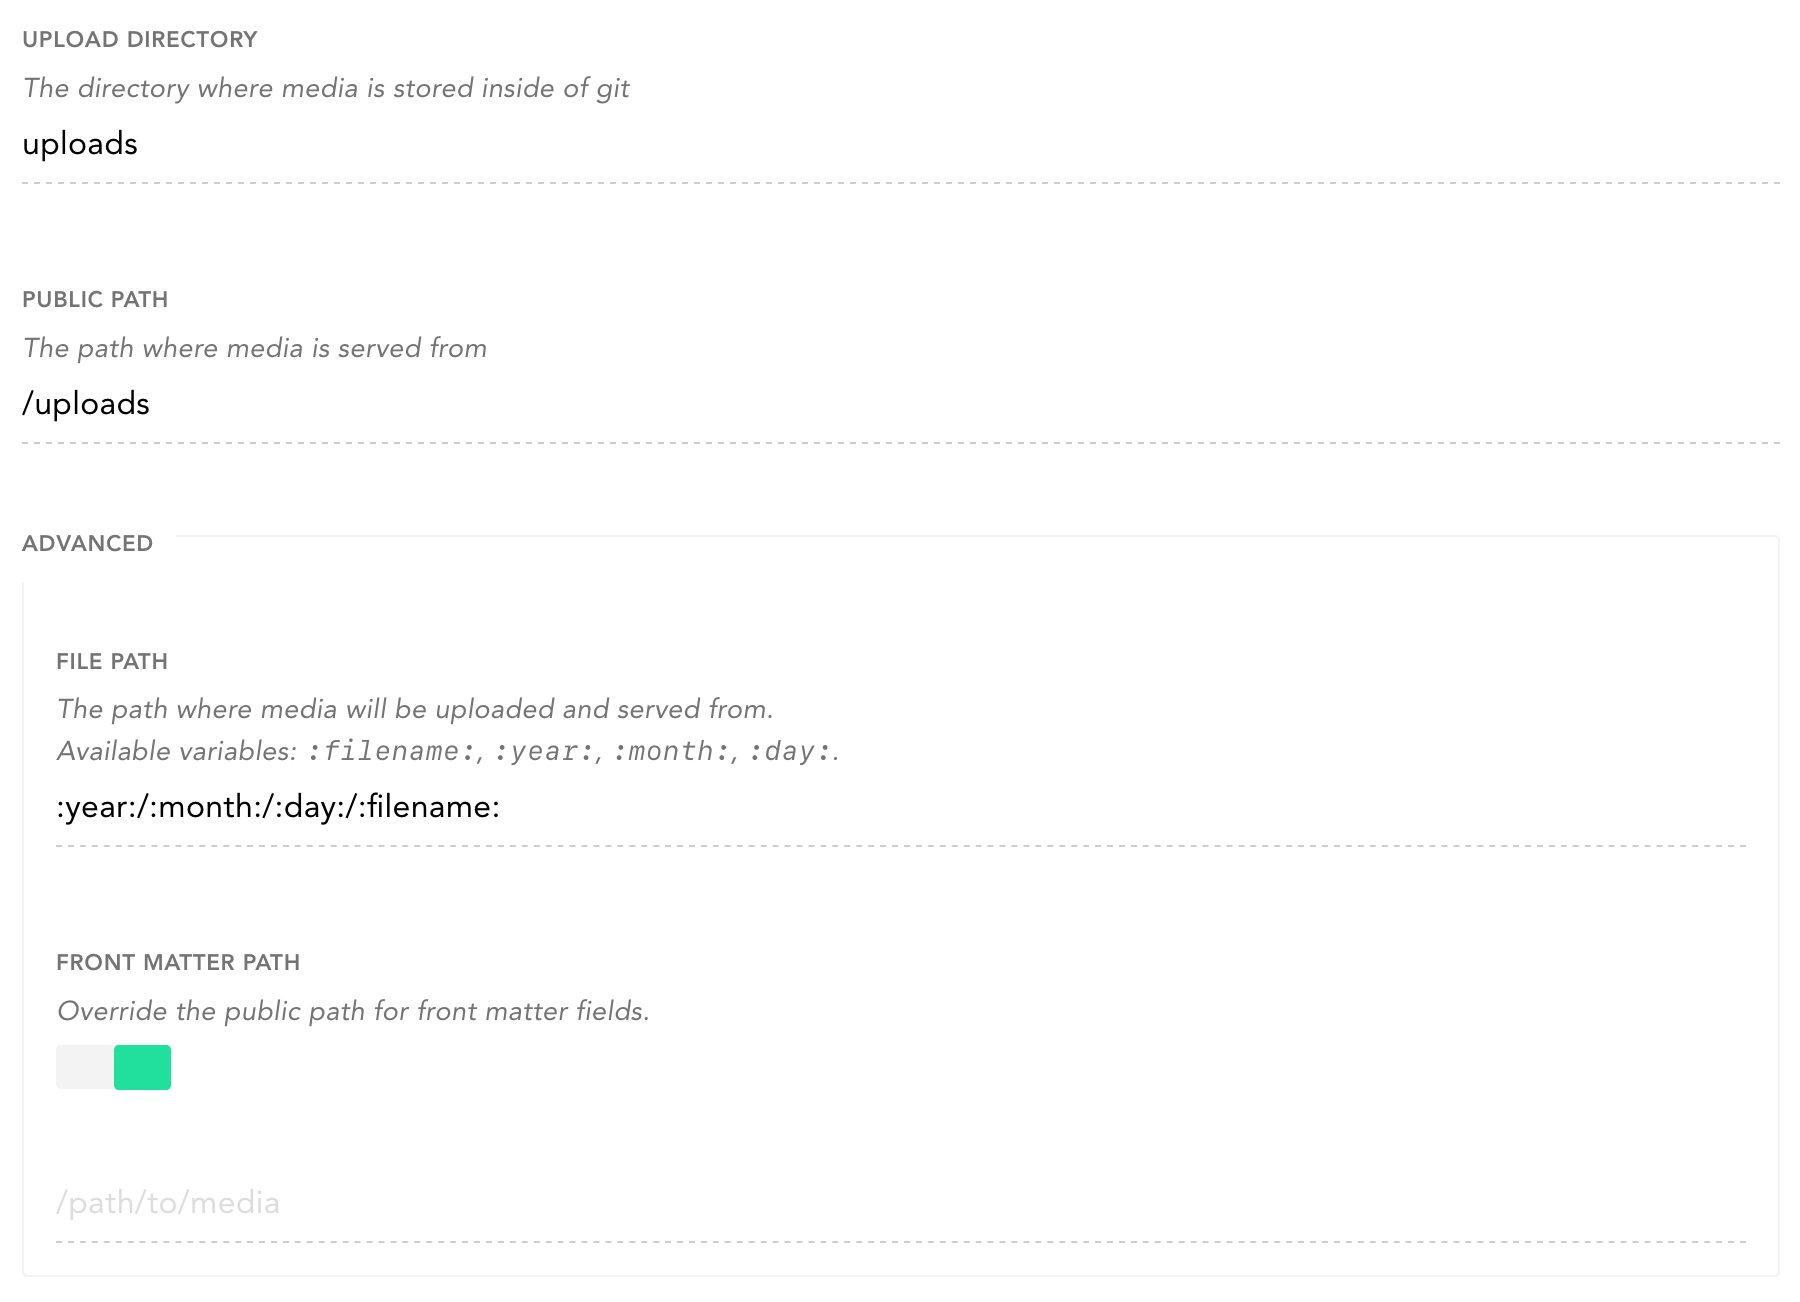 UPLOAD DIRECTORY
The directory where media is stored inside of git
uploads
PUBLIC PATH
The path where media is served from
/uploads
ADVANCED
FILE PATH
The path where media will be uploaded and served from.
Available variables: :filename:, :year:, :month:, :day:.
:year:/:month:/:day:/:filename:
FRONT MATTER PATH
Override the public path for front matter fields.
/path/to/media